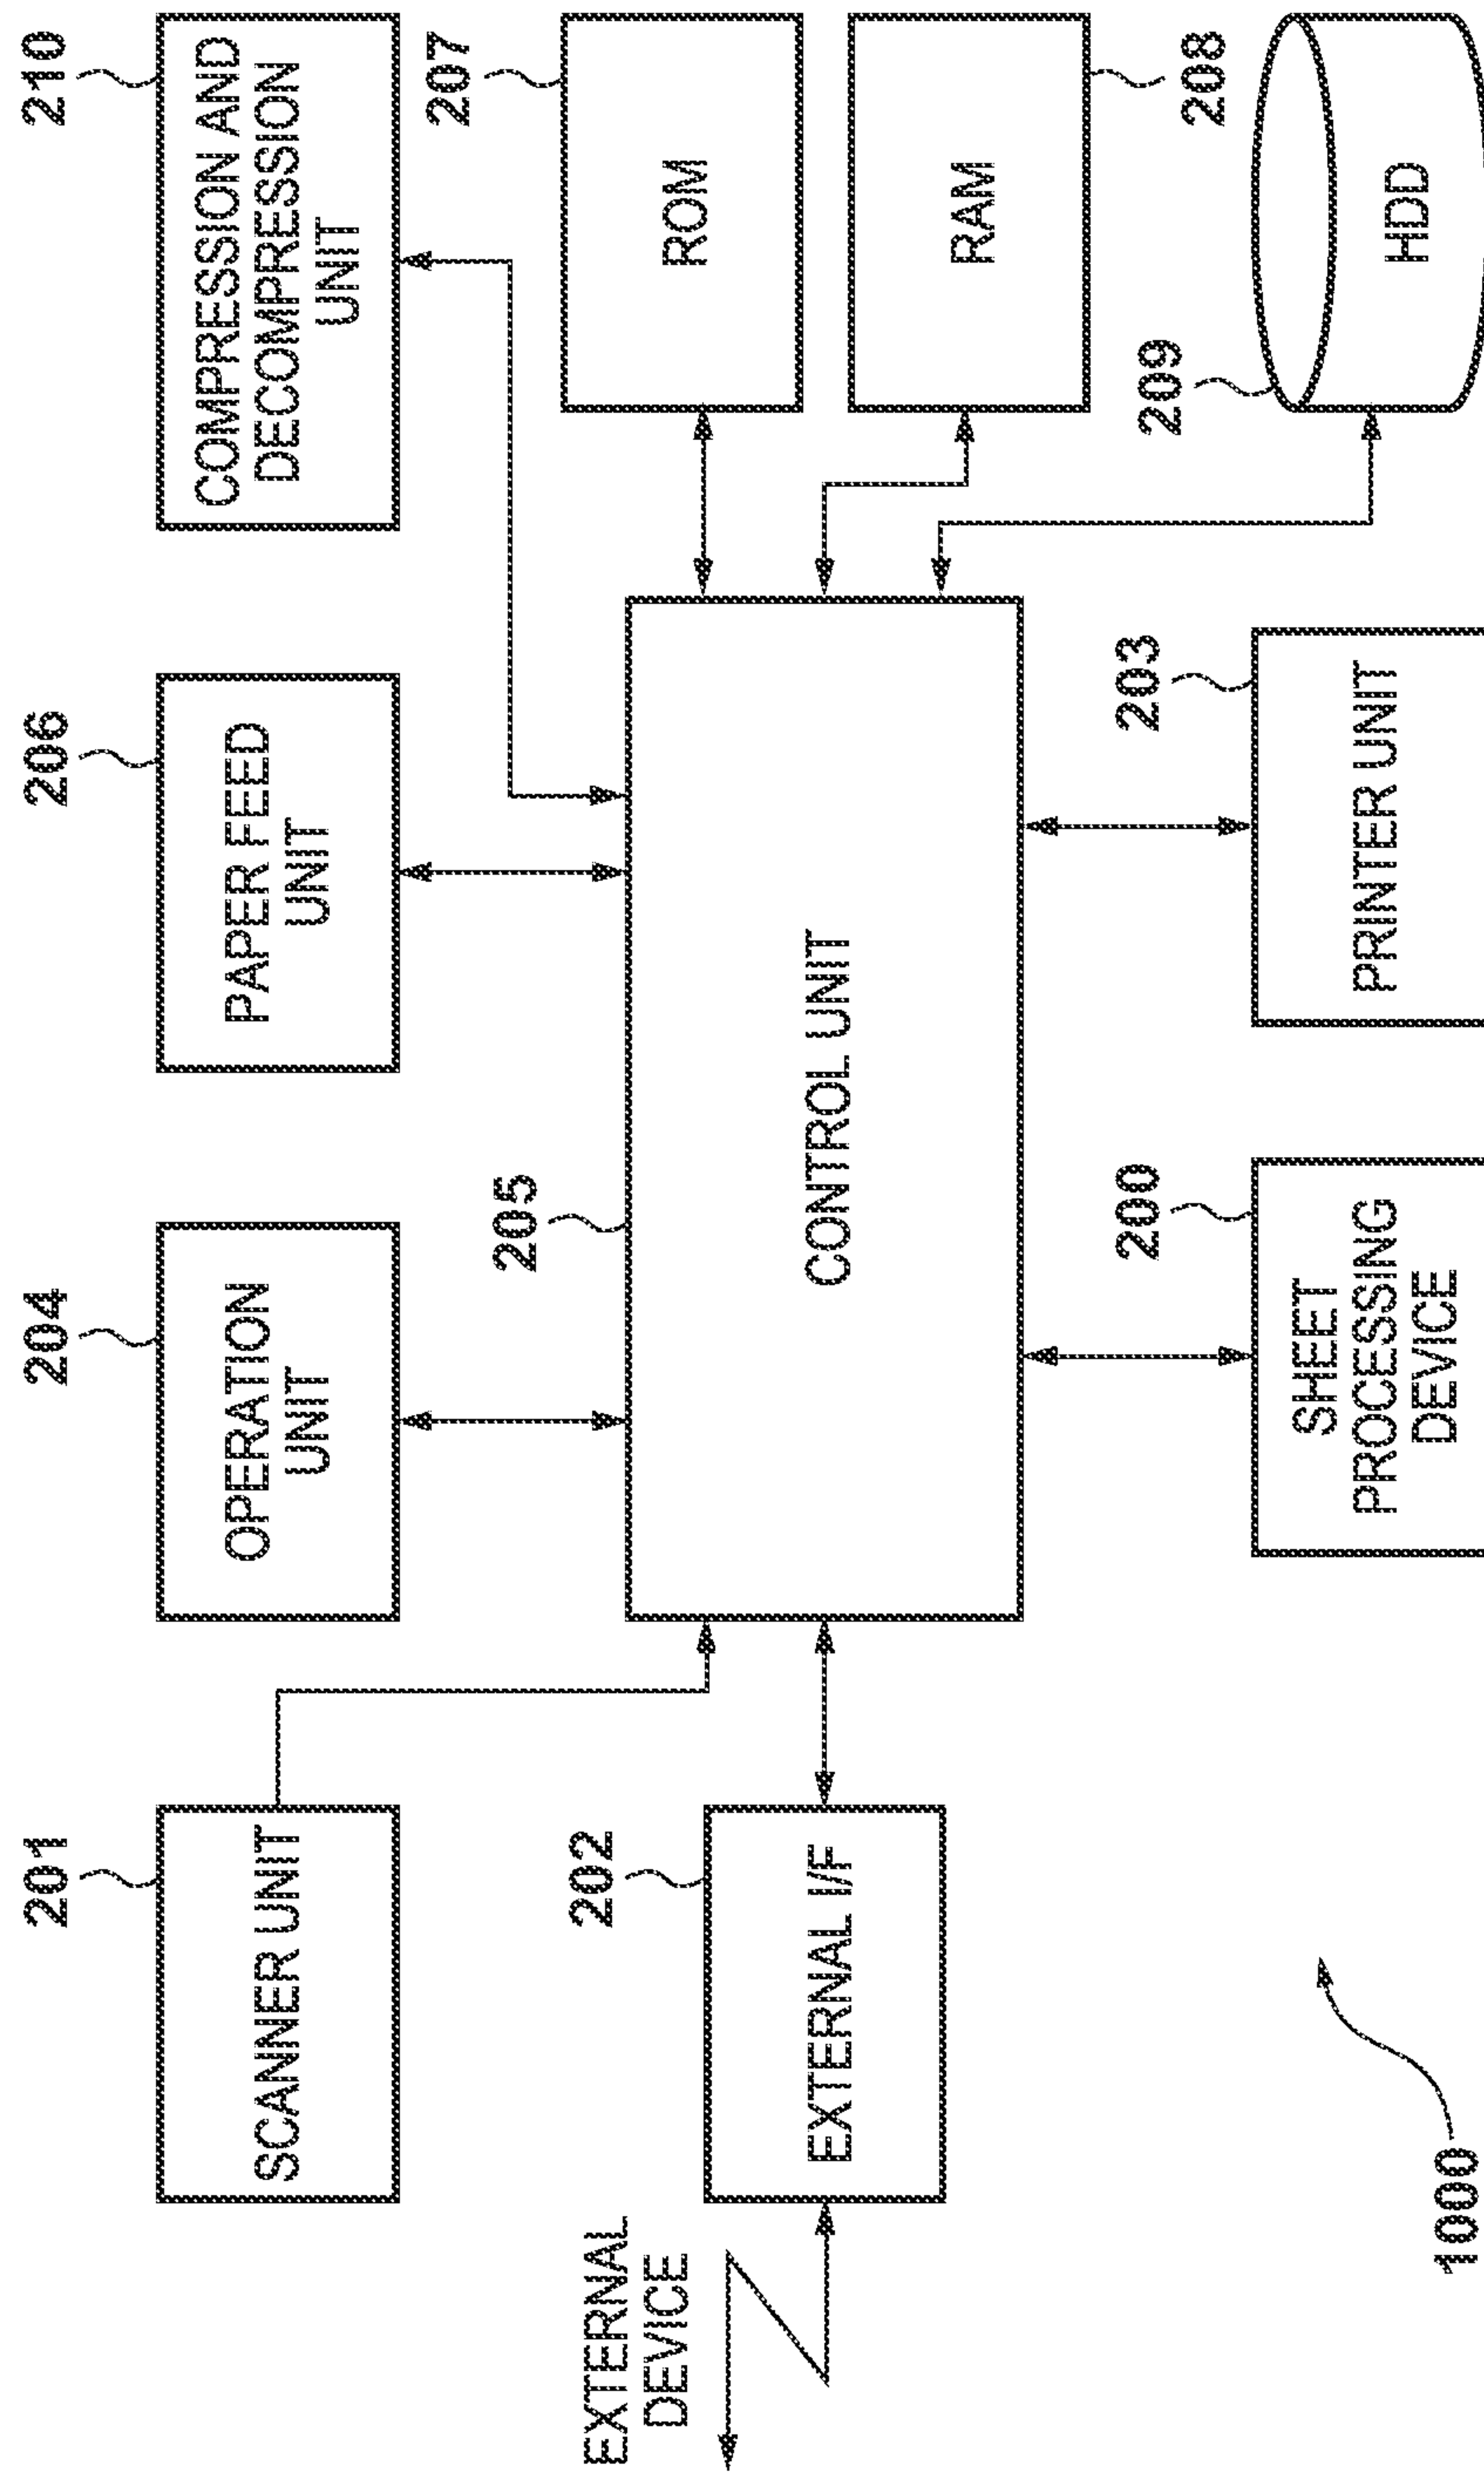 201
SCANNER UNIT
204
OPERATION
UNIT
206
PAPER FEED
UNIT
210
COMPRESSION AND
DECOMPRESSION
UNIT
207
ROM
EXTERNAL
DEVICE
202
EXTERNAL I/F
205
CONTROL UNIT
RAM
208
200
SHEET
PROCESSING
DEVICE
203
PRINTER UNIT
209
HDD
1000